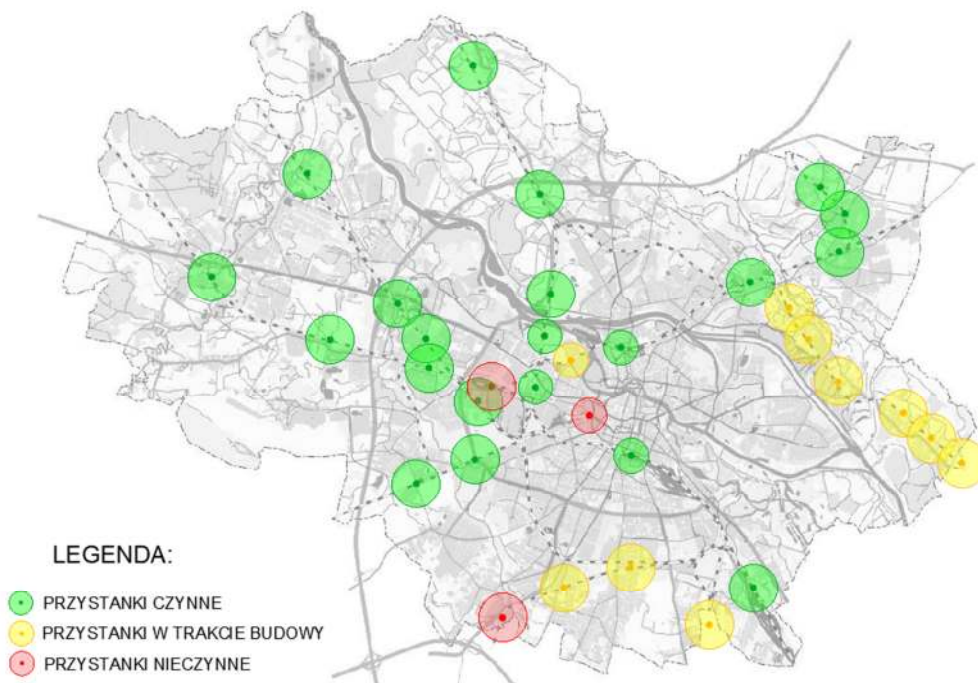 LEGENDA:
PRZYSTANKI CZYNNE
PRZYSTANKI W TRAKCIE BUDOWY
PRZYSTANKI NIECZYNNE